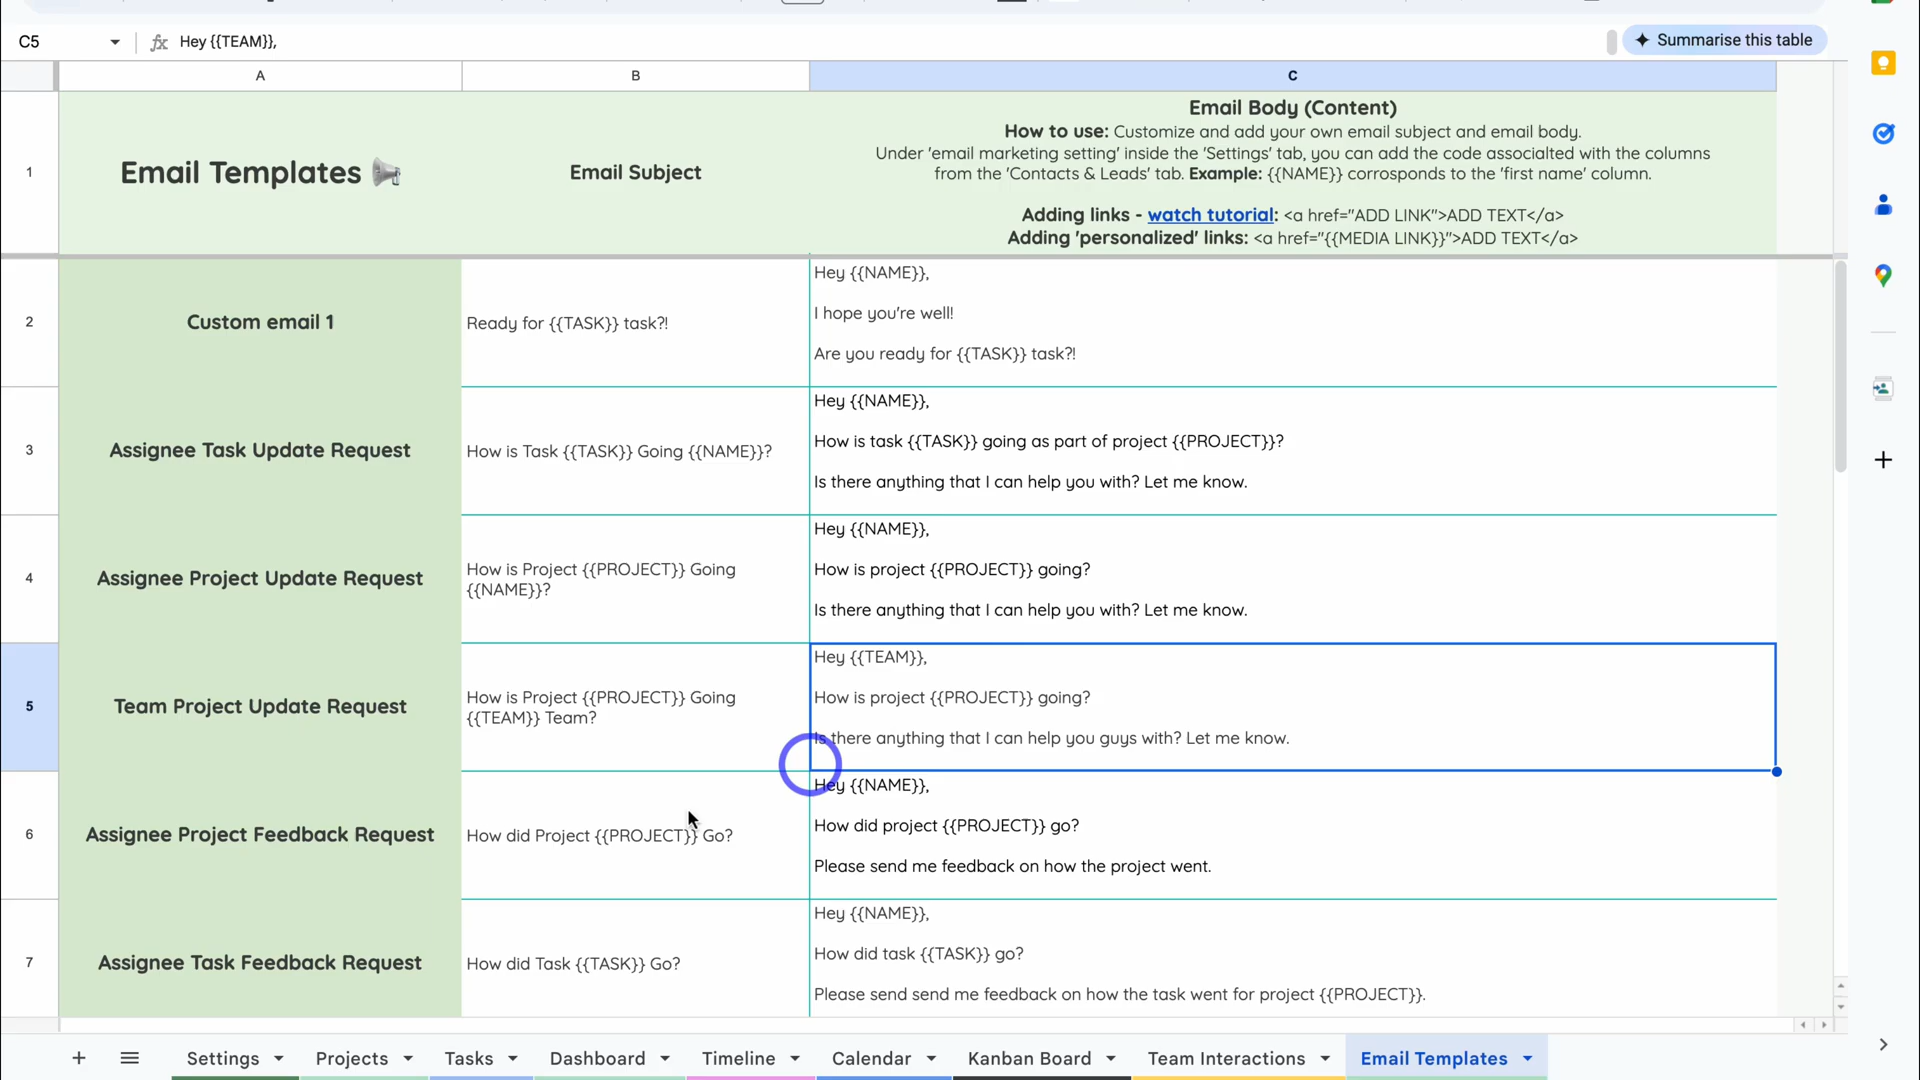 C5
fx
Hey {{TEAM}},
Summarise this table
A
B
C
1
Email Templates
Email Subject
Email Body (Content)
How to use: Customize and add your own email subject and email body.
Under 'email marketing setting' inside the 'Settings' tab, you can add the code associalted with the columns
from the 'Contacts & Leads' tab. Example: {{NAME}} corrosponds to the 'first name' column.
Adding links - watch tutorial: <a href="ADD LINK">ADD TEXT</a>
Adding 'personalized' links: <a href="{{MEDIA LINK}}">ADD TEXT</a>
2
Custom email 1
Ready for {{TASK}} task?!
Hey {{NAME}},
I hope you're well!
Are you ready for {{TASK}} task?!
3
Assignee Task Update Request
How is Task {{TASK}} Going {{NAME}}?
Hey {{NAME}},
How is task {{TASK}} going as part of project {{PROJECT}}?
Is there anything that I can help you with? Let me know.
4
Assignee Project Update Request
How is Project {{PROJECT}} Going
{{NAME}}?
Hey {{NAME}},
How is project {{PROJECT}} going?
Is there anything that I can help you with? Let me know.
5
Team Project Update Request
How is Project {{PROJECT}} Going
{{TEAM}} Team?
Hey {{TEAM}},
How is project {{PROJECT}} going?
Is there anything that I can help you guys with? Let me know.
6
Assignee Project Feedback Request
How did Project {{PROJECT}} Go?
Hey {{NAME}},
How did project {{PROJECT}} go?
Please send me feedback on how the project went.
7
Assignee Task Feedback Request
How did Task {{TASK}} Go?
Hey {{NAME}},
How did task {{TASK}} go?
Please send send me feedback on how the task went for project {{PROJECT}}.
Settings
Projects
Tasks
Dashboard
Timeline
Calendar
Kanban Board
Team Interactions
Email Templates